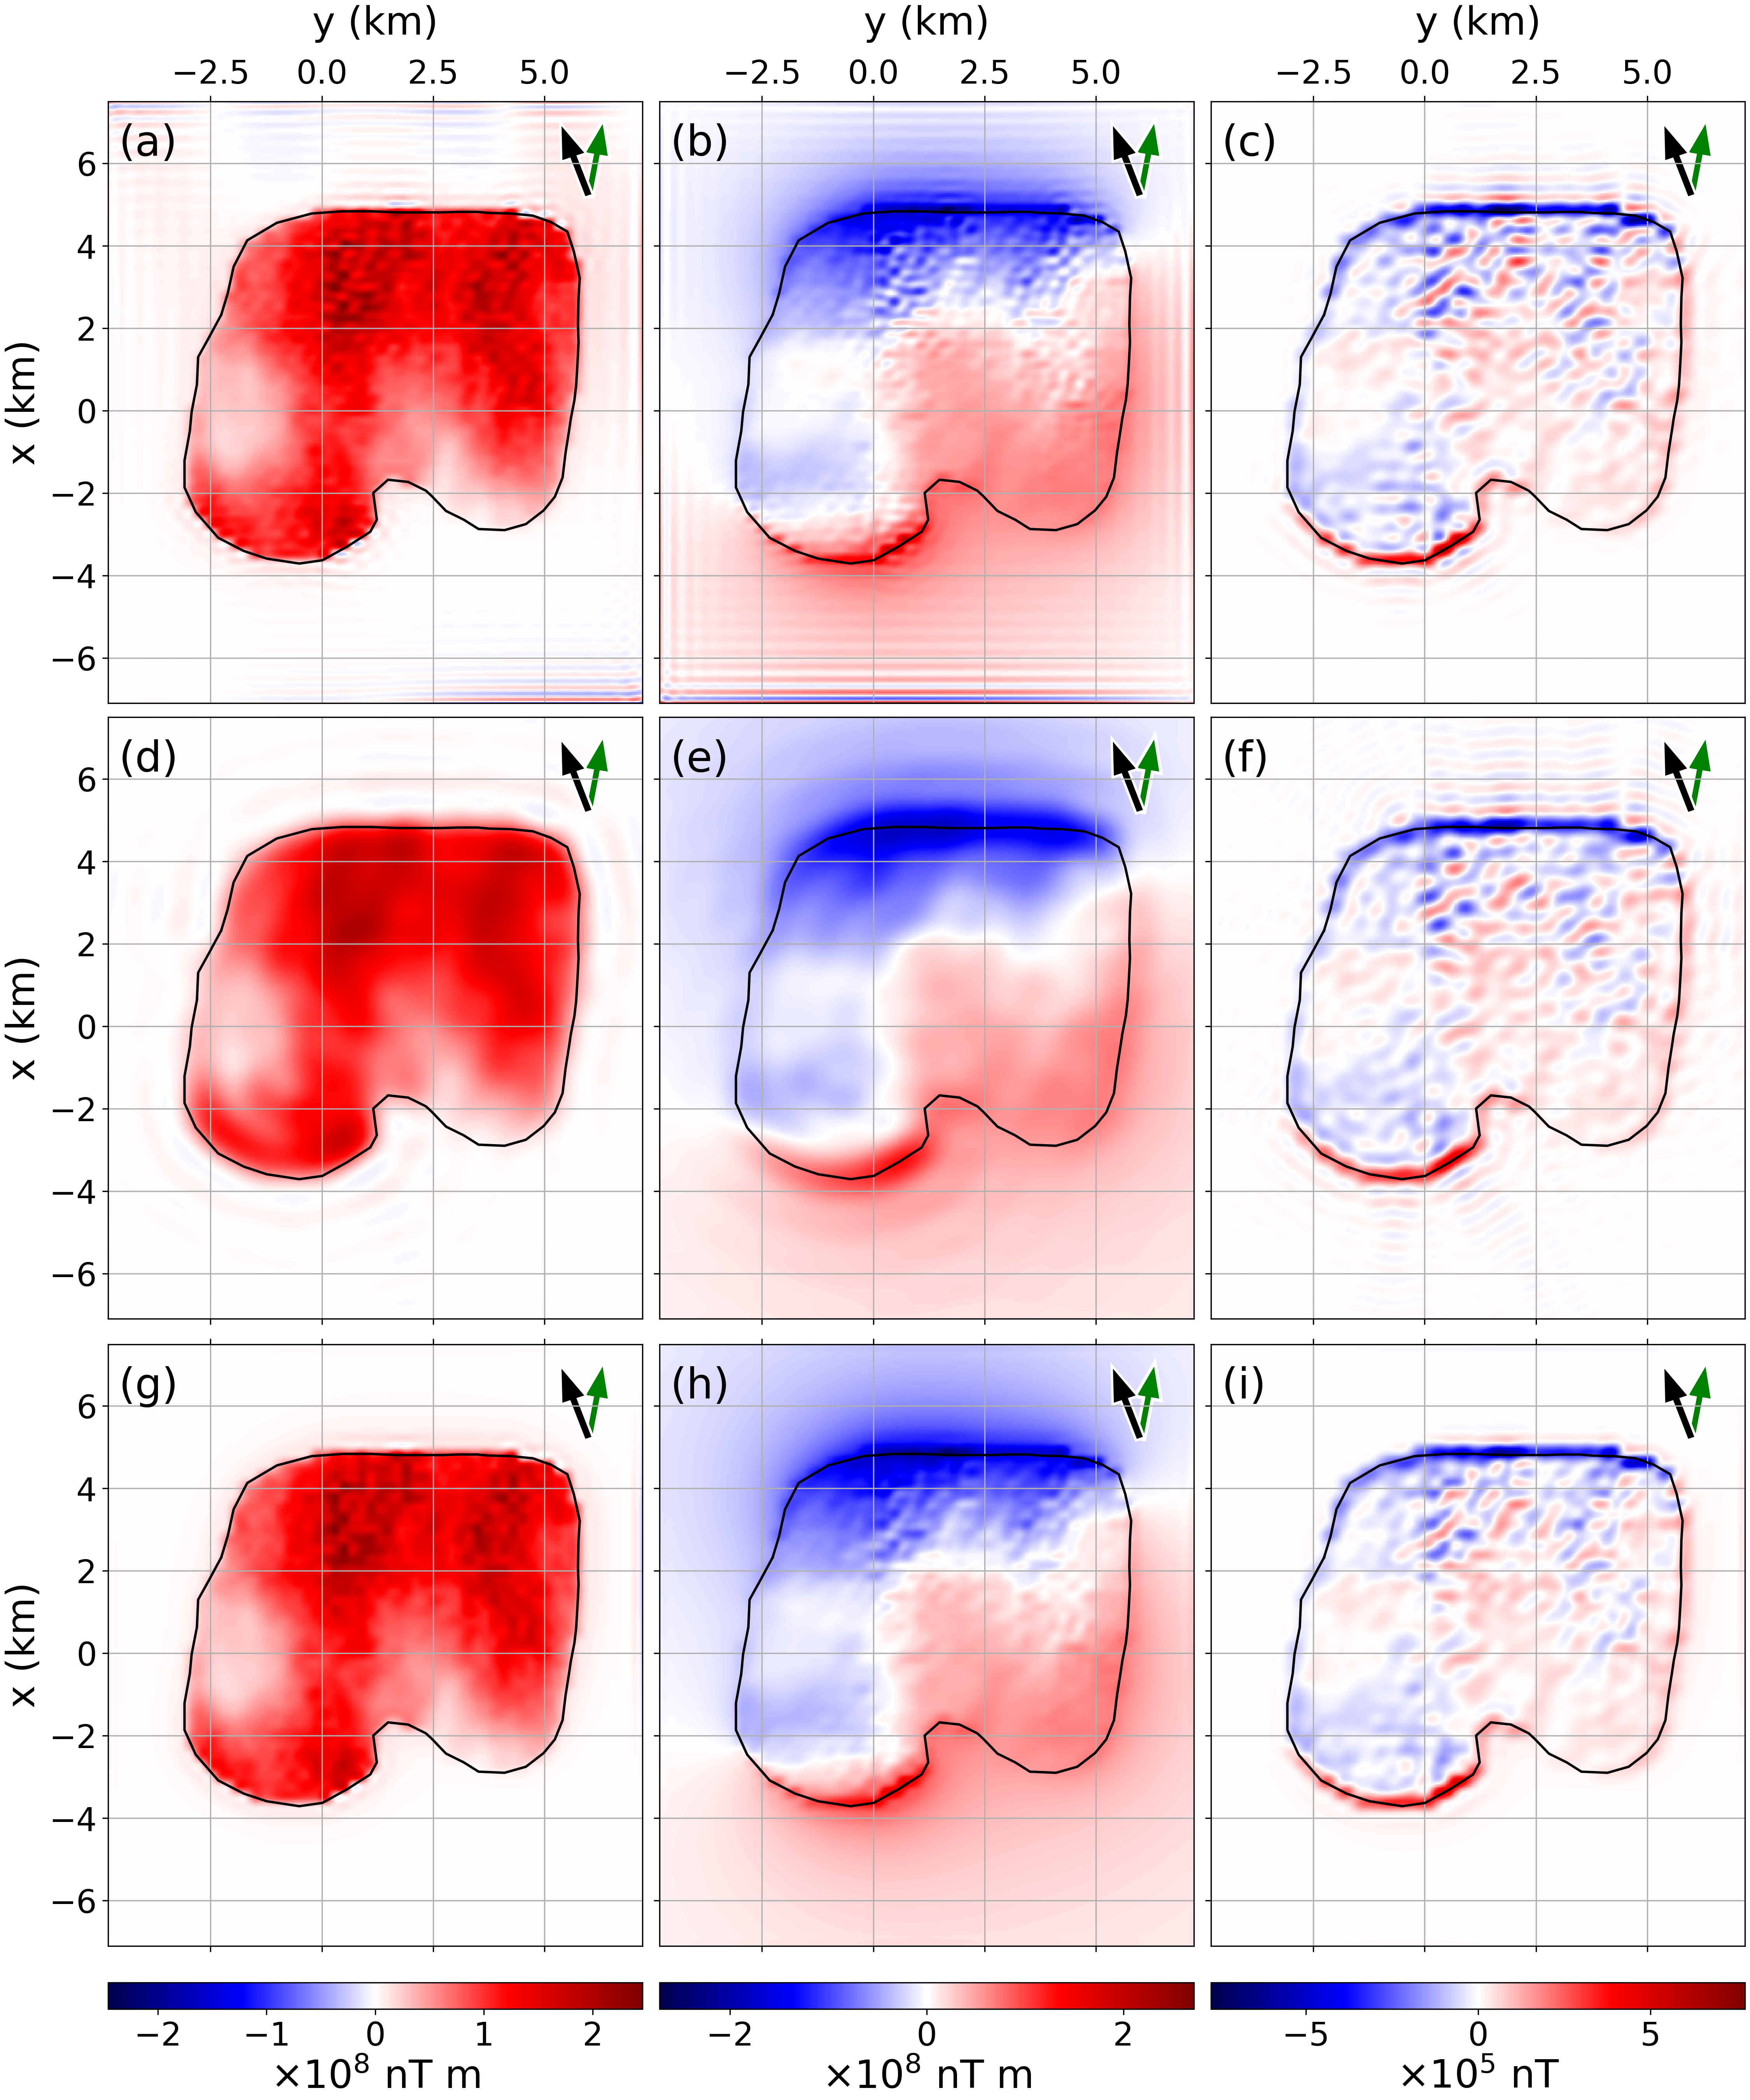 y (km) y (km) y (km)
−2.5 0.0 2.5 5.0 −2.5 0.0 2.5 5.0 −2.5 0.0 2.5 5.0
(a) (b) (c)
6
4
2
0
−2
−4
−6
x (km)
(d) (e) (f)
6
4
2
0
−2
−4
−6
x (km)
(g) (h) (i)
6
4
2
0
−2
−4
−6
x (km)
−2 −1 0 1 2 −2 0 2 −5 0 5
×10⁸ nT m ×10⁸ nT m ×10⁵ nT